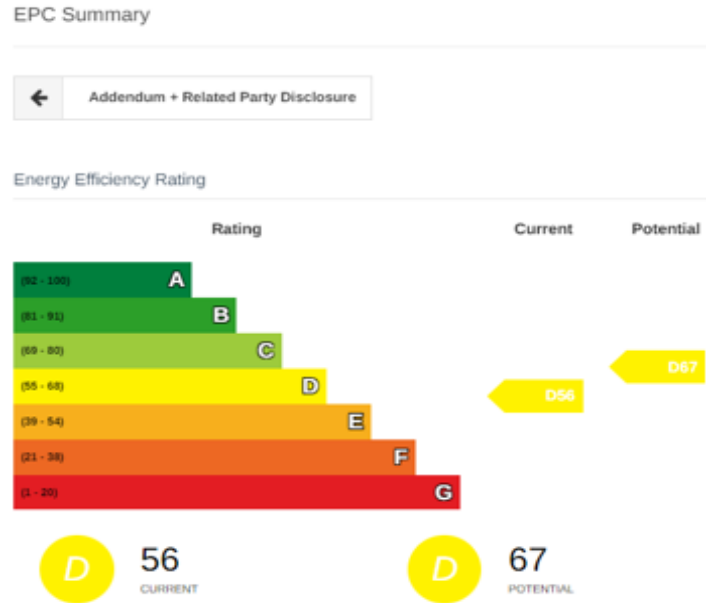 EPC Summary
Addendum + Related Party Disclosure
Energy Efficiency Rating
Rating Current Potential
(92 - 100) A
(81 - 91) B
(69 - 80) C
(55 - 68) D
(39 - 54) E
(21 - 38) F
(1 - 20) G
D67
D56
D 56 CURRENT D 67 POTENTIAL